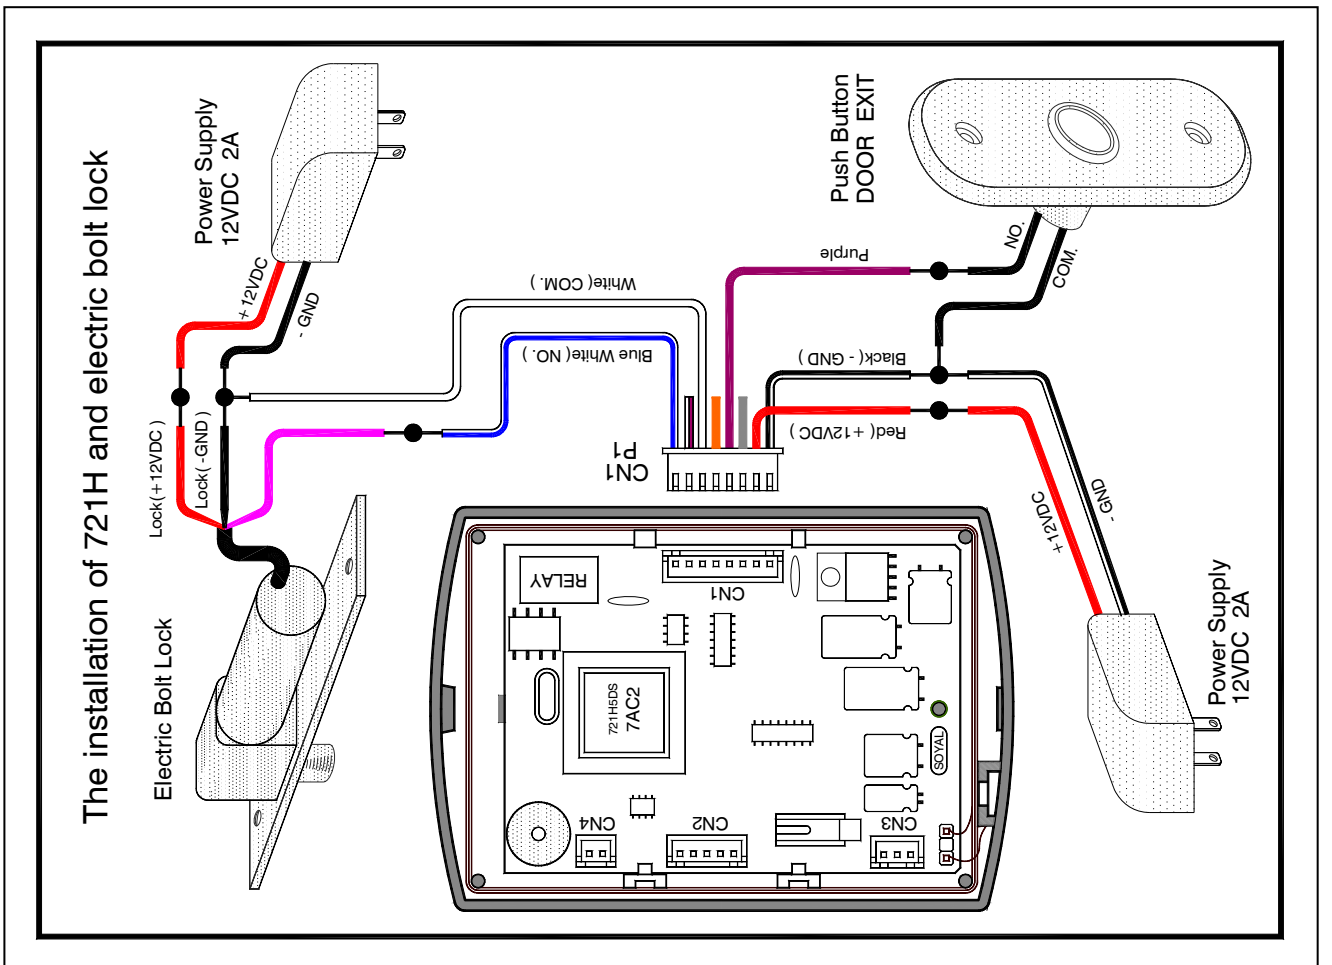 The installation of 721H and electric bolt lock
Power Supply
12VDC 2A
+ 12VDC
- GND
Lock(+12VDC )
Lock( -GND )
Electric Bolt Lock
White( COM. )
Blue White( NO. )
Purple
Black( - GND )
Red( +12VDC )
CN1
P1
Push Button
DOOR EXIT
NO.
COM.
+12VDC
- GND
Power Supply
12VDC 2A
RELAY
CN1
721H5DS
7AC2
SOYAL
CN4
CN2
CN3